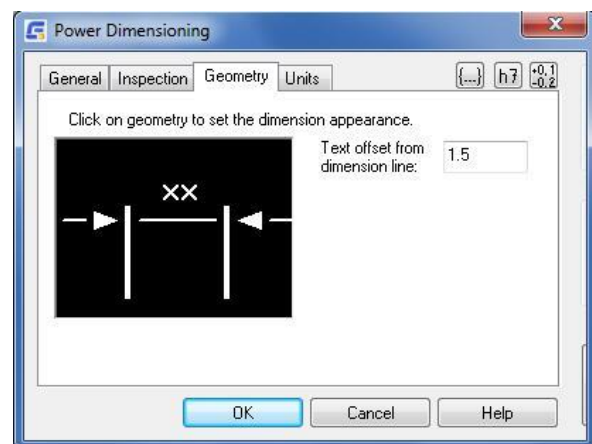 Power Dimensioning
General Inspection Geometry Units {...} h7 +0,1
-0,2
Click on geometry to set the dimension appearance.
Text offset from 1.5
dimension line:
XX
OK Cancel Help